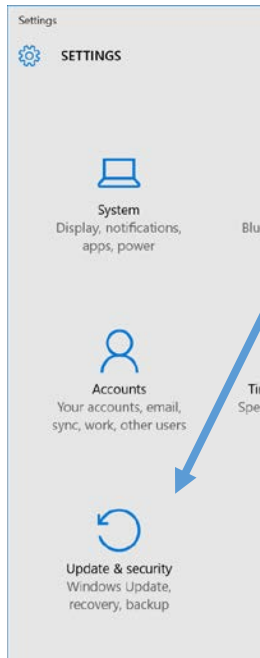 Settings
SETTINGS
System
Display, notifications,
apps, power
Accounts
Your accounts, email,
sync, work, other users
Update & security
Windows Update,
recovery, backup